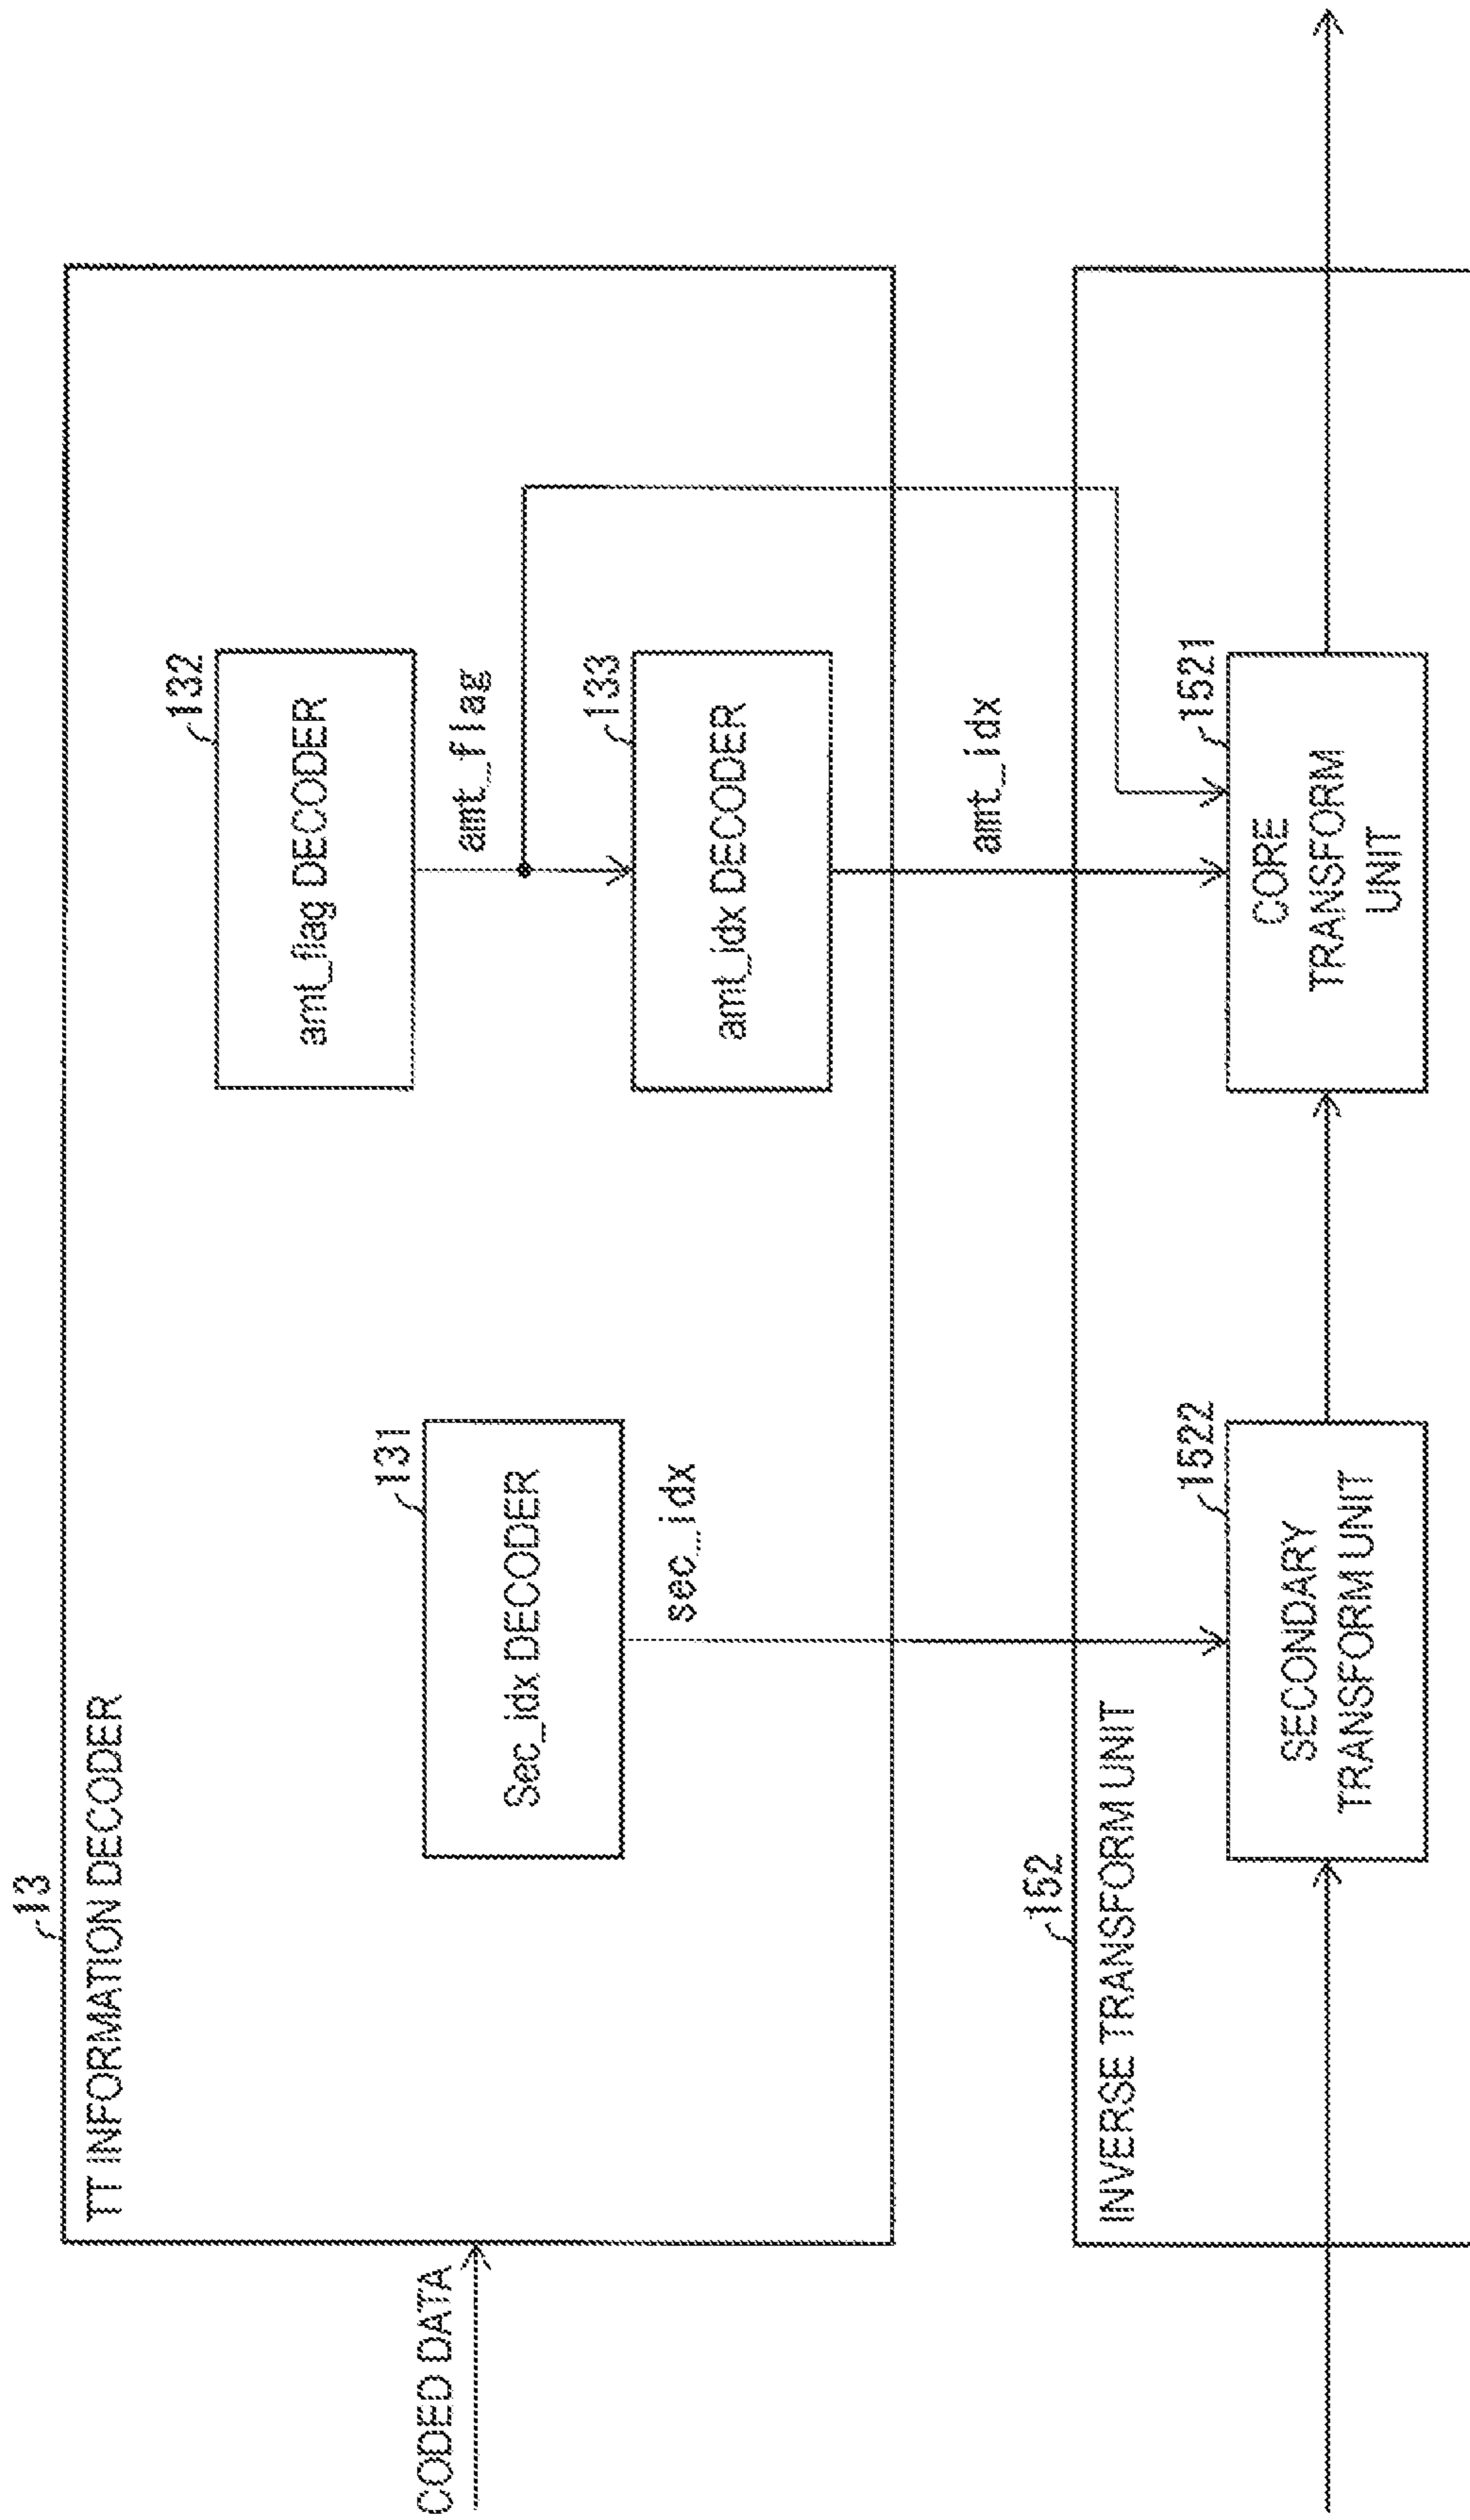 CODED DATA
13
TT INFORMATION DECODER
131
Sec_idx DECODER
sec_idx
132
amt_flag DECODER
amt_flag
133
amt_idx DECODER
amt_idx
152
INVERSE TRANSFORM UNIT
1522
SECONDARY
TRANSFORM UNIT
1521
CORE
TRANSFORM
UNIT